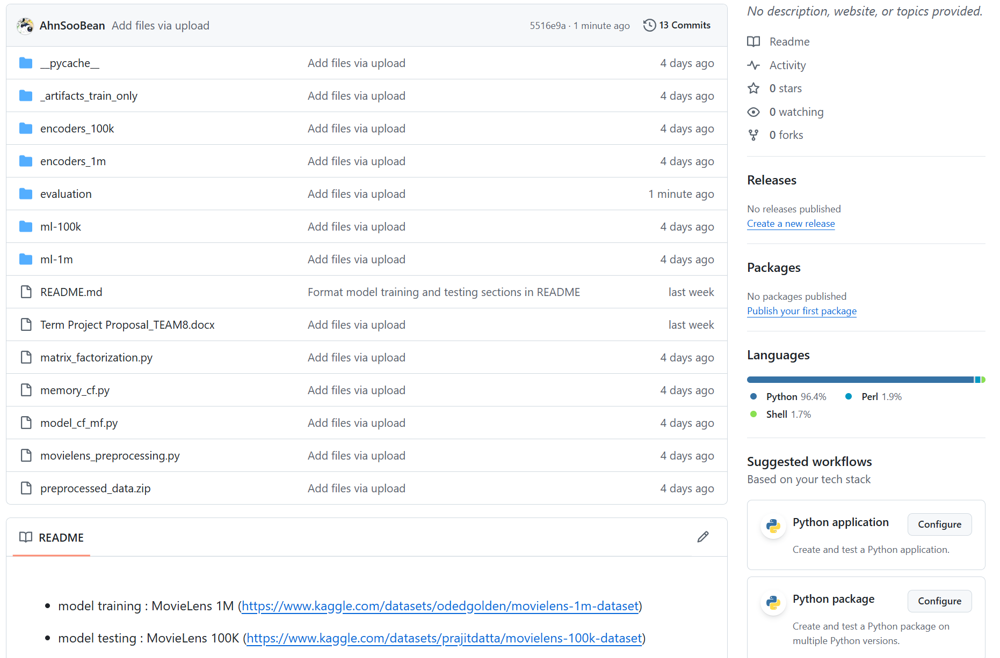 AhnSooBean Add files via upload 5516e9a · 1 minute ago 13 Commits
__pycache__ Add files via upload 4 days ago
_artifacts_train_only Add files via upload 4 days ago
encoders_100k Add files via upload 4 days ago
encoders_1m Add files via upload 4 days ago
evaluation Add files via upload 1 minute ago
ml-100k Add files via upload 4 days ago
ml-1m Add files via upload 4 days ago
README.md Format model training and testing sections in README last week
Term Project Proposal_TEAM8.docx Add files via upload last week
matrix_factorization.py Add files via upload 4 days ago
memory_cf.py Add files via upload 4 days ago
model_cf_mf.py Add files via upload 4 days ago
movielens_preprocessing.py Add files via upload 4 days ago
preprocessed_data.zip Add files via upload 4 days ago
README
• model training : MovieLens 1M (https://www.kaggle.com/datasets/odedgolden/movielens-1m-dataset)
• model testing : MovieLens 100K (https://www.kaggle.com/datasets/prajitdatta/movielens-100k-dataset)
No description, website, or topics provided.
Readme
Activity
0 stars
0 watching
0 forks
Releases
No releases published
Create a new release
Packages
No packages published
Publish your first package
Languages
Python 96.4% Perl 1.9%
Shell 1.7%
Suggested workflows
Based on your tech stack
Python application Configure
Create and test a Python application.
Python package Configure
Create and test a Python package on
multiple Python versions.